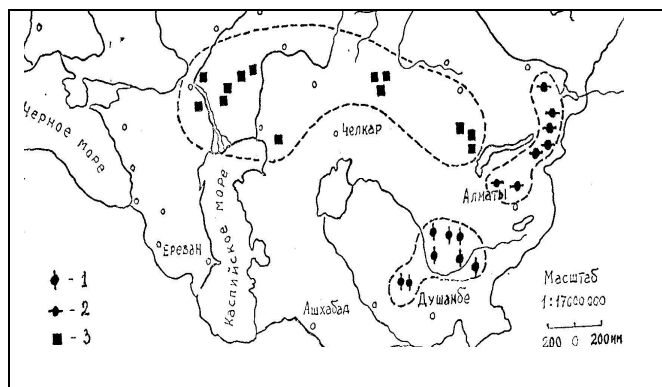 Черное море
Челкар
Алматы
Каспийское море
Ереван
Ашхабад
Душанбе
- 1
- 2
- 3
Масштаб
1:17000000
200 0 200км